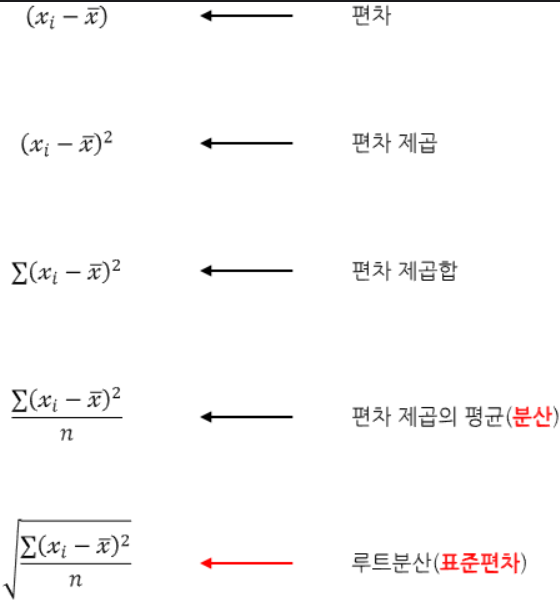 (xᵢ − x̄) 편차
(xᵢ − x̄)² 편차 제곱
∑(xᵢ − x̄)² 편차 제곱합
∑(xᵢ − x̄)²/n 편차 제곱의 평균(분산)
√(∑(xᵢ − x̄)²/n) 루트분산(표준편차)